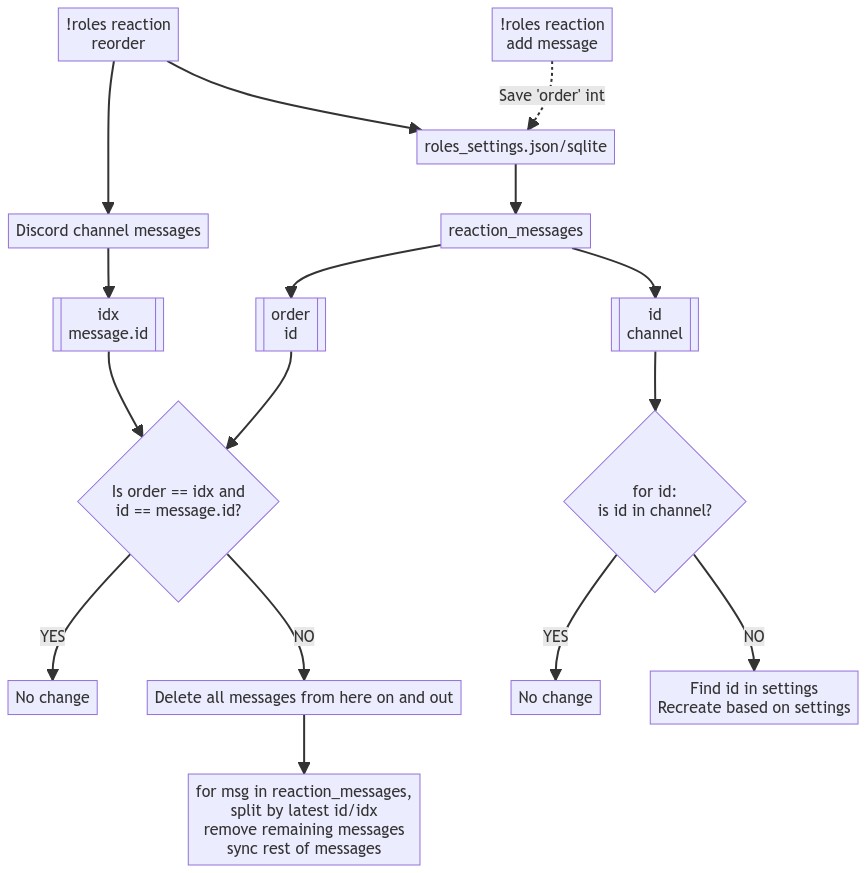 !roles reaction
reorder
!roles reaction
add message
Save 'order' int
roles_settings.json/sqlite
Discord channel messages
reaction_messages
idx
message.id
order
id
id
channel
Is order == idx and
id == message.id?
for id:
is id in channel?
YES
NO
YES
NO
No change
Delete all messages from here on and out
No change
Find id in settings
Recreate based on settings
for msg in reaction_messages,
split by latest id/idx
remove remaining messages
sync rest of messages